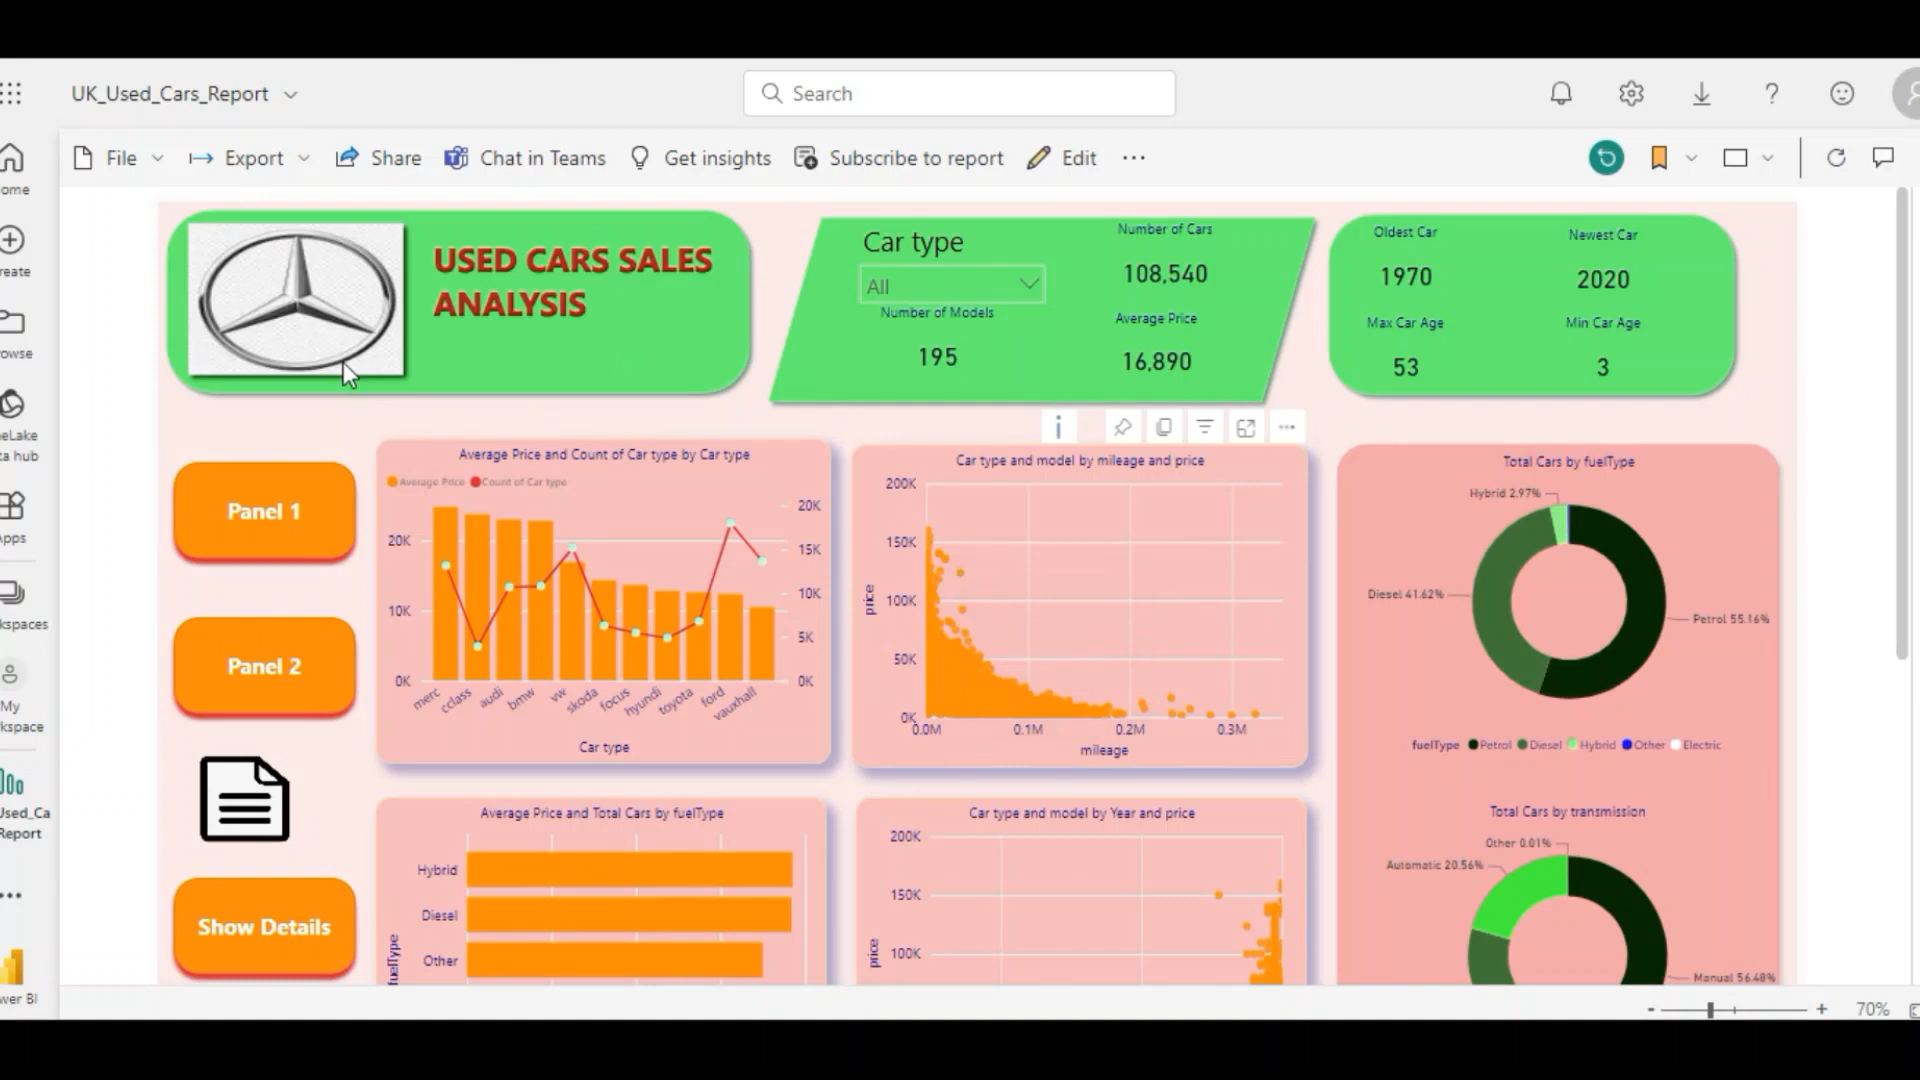 UK_Used_Cars_Report
Search
File
Export
Share
Chat in Teams
Get insights
Subscribe to report
Edit
ome
reate
owse
eLake
ta hub
Apps
kspaces
My
kspace
Jsed_Ca
Report
wer BI
USED CARS SALES
ANALYSIS
Car type
All
Number of Models
195
Number of Cars
108,540
Average Price
16,890
Oldest Car
1970
Newest Car
2020
Max Car Age
53
Min Car Age
3
Panel 1
Panel 2
Show Details
Average Price and Count of Car type by Car type
Average Price Count of Car type
20K
10K
0K
20K
15K
10K
5K
0K
merc cclass audi bmw vw skoda focus hyundi toyota ford vauxhall
Car type
Car type and model by mileage and price
200K
150K
100K
50K
0K
price
0.0M 0.1M 0.2M 0.3M
mileage
Total Cars by fuelType
Hybrid 2.97%
Diesel 41.62%
Petrol 55.16%
fuelType Petrol Diesel Hybrid Other Electric
Average Price and Total Cars by fuelType
Hybrid
Diesel
Other
fuelType
Car type and model by Year and price
200K
150K
100K
price
Total Cars by transmission
Other 0.01%
Automatic 20.56%
Manual 56.48%
70%